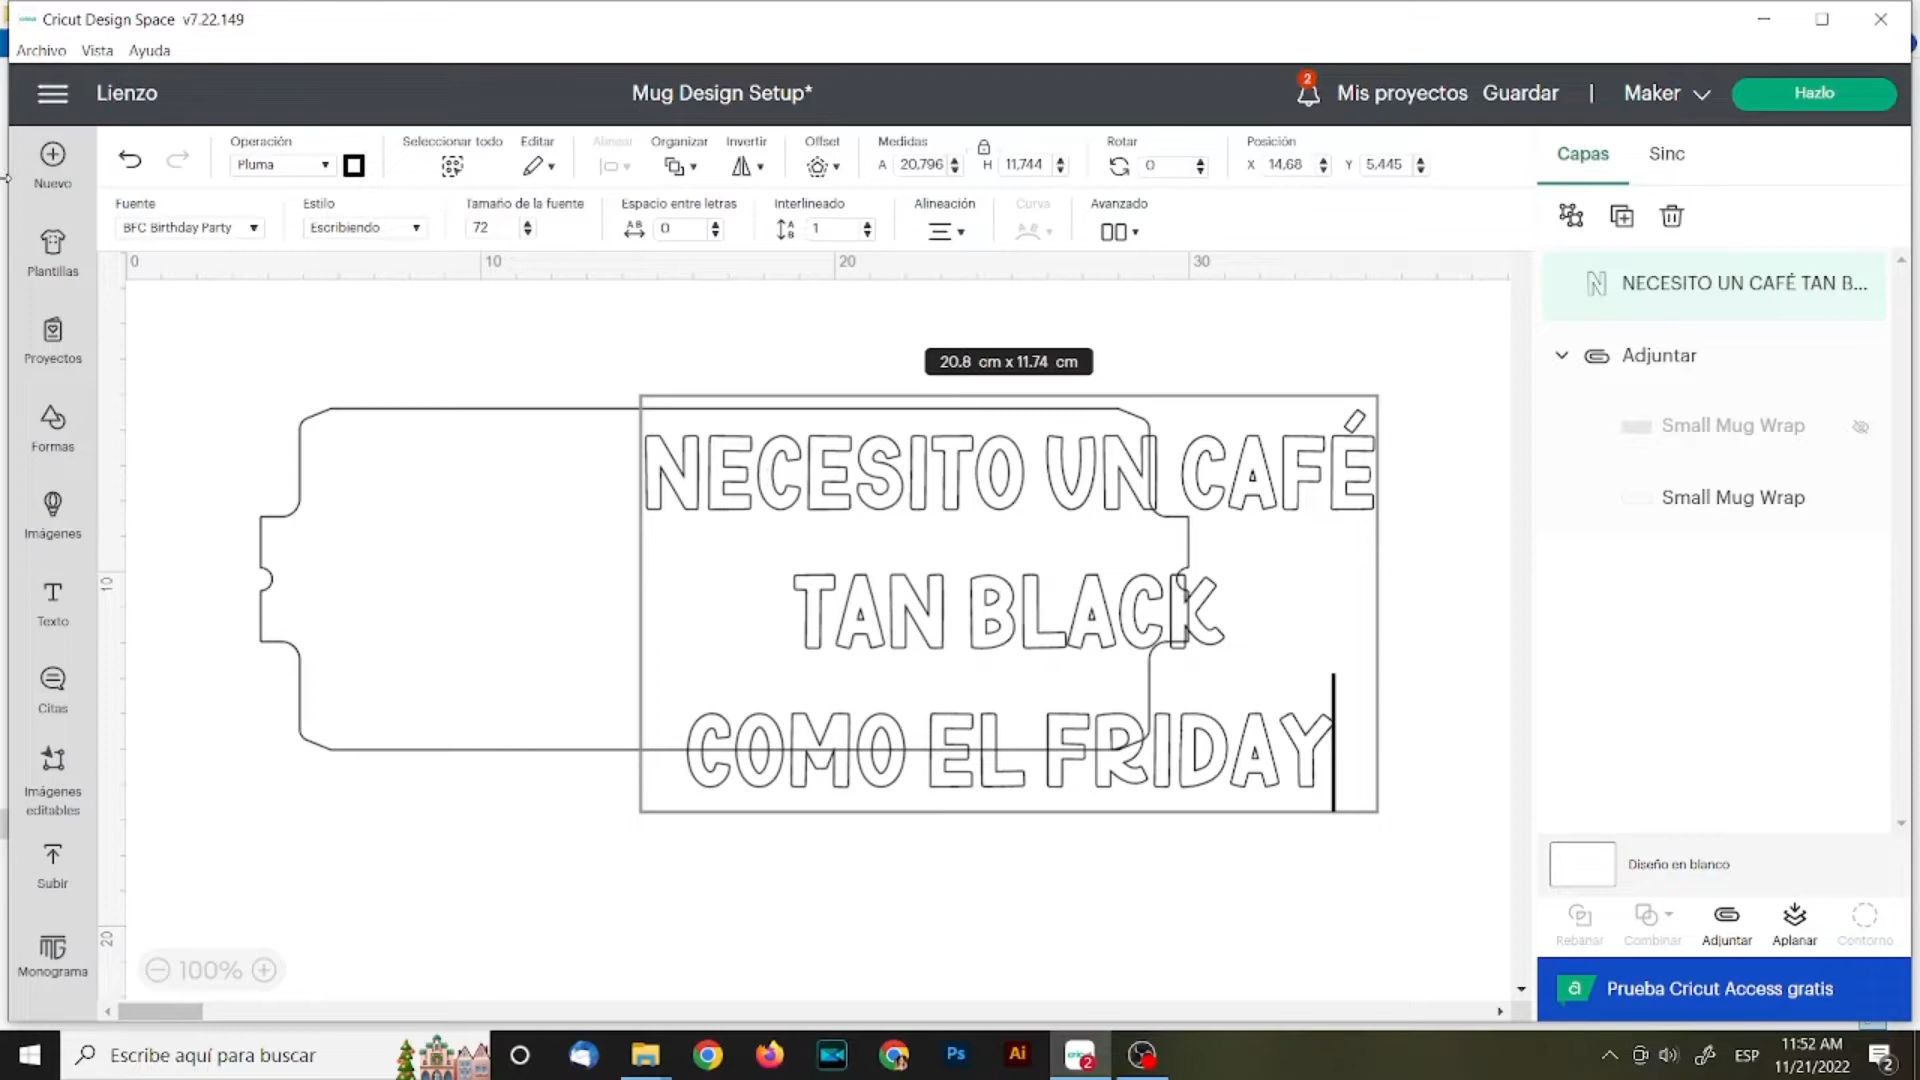 Cricut Design Space v7.22.149
Archivo Vista Ayuda
Lienzo
Mug Design Setup*
2
Mis proyectos Guardar | Maker
Hazlo
Operación
Pluma
Seleccionar todo
Editar
Alinear
Organizar
Invertir
Offset
Medidas
A 20,796
H 11,744
Rotar
0
Posición
X 14,68
Y 5,445
Fuente
BFC Birthday Party
Estilo
Escribiendo
Tamaño de la fuente
72
Espacio entre letras
0
Interlineado
1
Alineación
Curva
Avanzado
Nuevo
Plantillas
Proyectos
Formas
Imágenes
Texto
Citas
Imágenes
editables
Subir
Monograma
0 10 20 30
10
20
20.8 cm x 11.74 cm
NECESITO UN CAFÉ
TAN BLACK
COMO EL FRIDAY
100%
Capas Sinc
NECESITO UN CAFÉ TAN B...
Adjuntar
Small Mug Wrap
Small Mug Wrap
Diseño en blanco
Rebanar Combinar Adjuntar Aplanar Contorno
a Prueba Cricut Access gratis
Escribe aquí para buscar
Ps
Ai
cricut
2
ESP
11:52 AM
11/21/2022
2